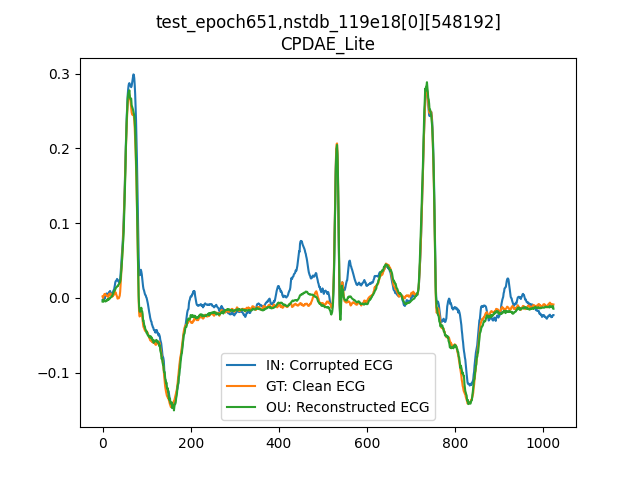 test_epoch651,nstdb_119e18[0][548192]
CPDAE_Lite
0.3
0.2
0.1
0.0
−0.1
0
200
400
600
800
1000
IN: Corrupted ECG
GT: Clean ECG
OU: Reconstructed ECG